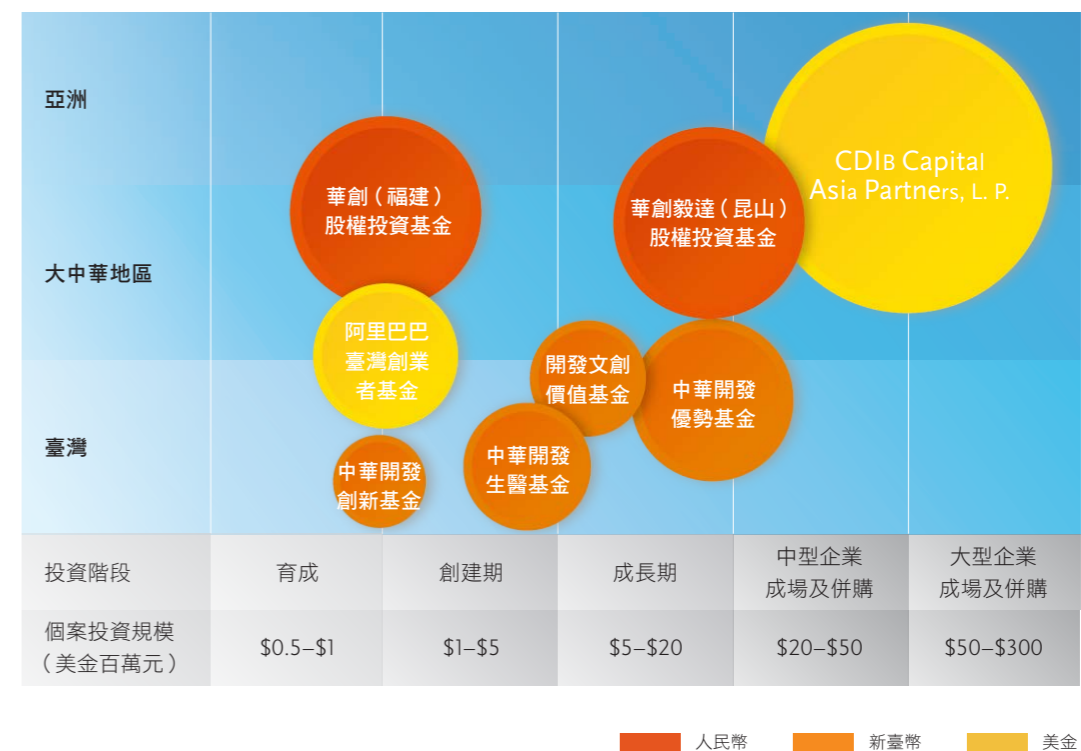 亞洲
CDIB Capital
Asia Partners, L. P.
華創（福建）
股權投資基金
華創毅達（昆山）
股權投資基金
大中華地區
阿里巴巴
臺灣創業
者基金
開發文創
價值基金
中華開發
優勢基金
臺灣
中華開發
生醫基金
中華開發
創新基金
投資階段
育成
創建期
成長期
中型企業
成場及併購
大型企業
成場及併購
個案投資規模
（美金百萬元）
$0.5–$1
$1–$5
$5–$20
$20–$50
$50–$300
人民幣
新臺幣
美金